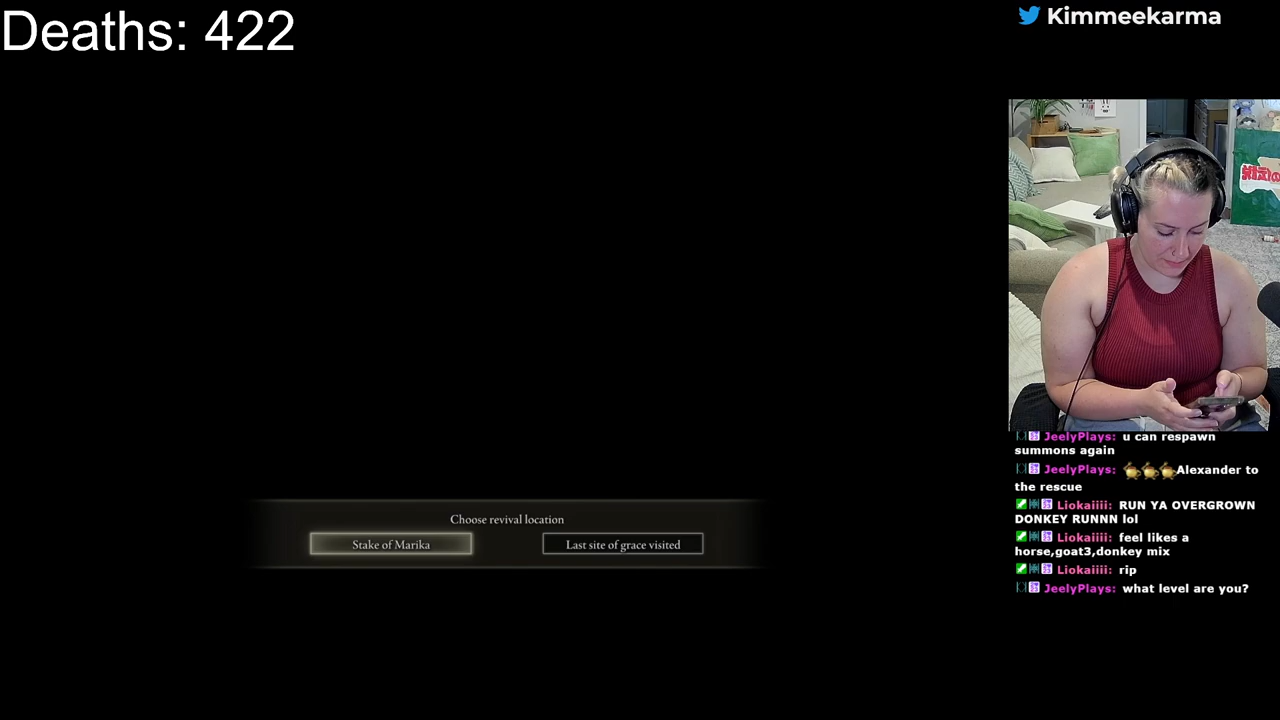 Deaths: 422
Kimmeekarma
Choose revival location
Stake of Marika
Last site of grace visited
JeelyPlays: u can respawn
summons again
JeelyPlays: Alexander to
the rescue
Liokaiiii: RUN YA OVERGROWN
DONKEY RUNNN lol
Liokaiiii: feel likes a
horse,goat3,donkey mix
Liokaiiii: rip
JeelyPlays: what level are you?